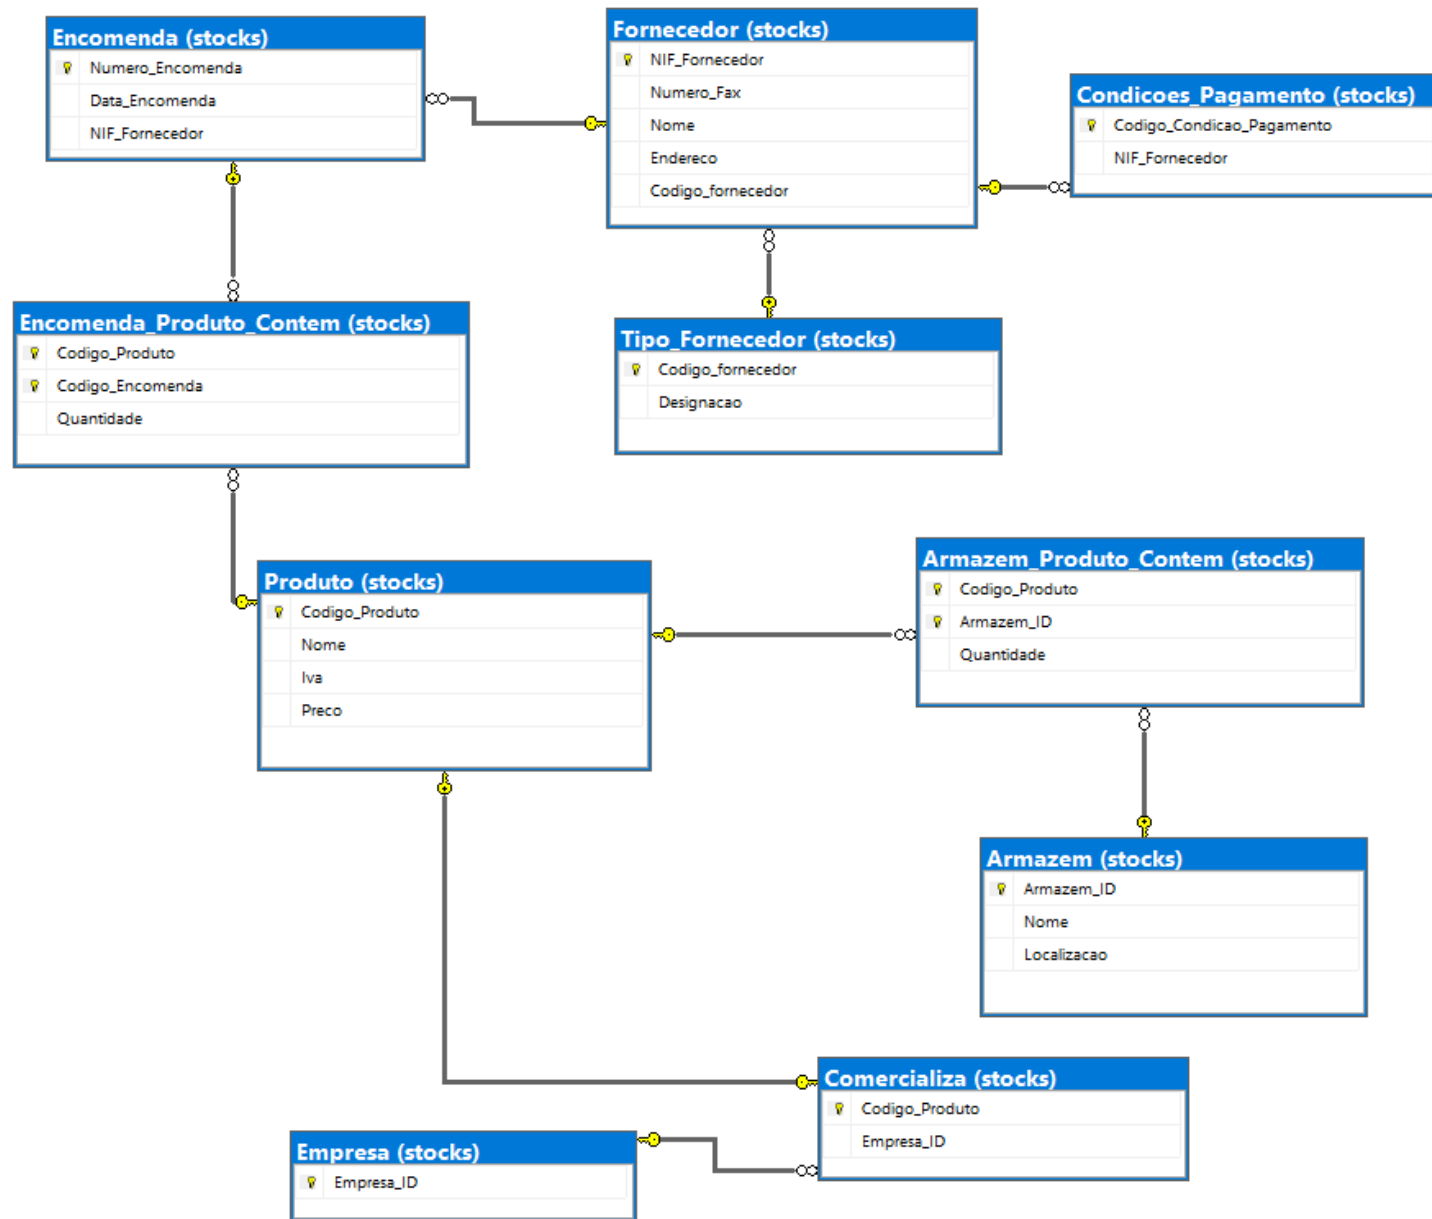 Encomenda (stocks)
Numero_Encomenda
Data_Encomenda
NIF_Fornecedor
Fornecedor (stocks)
NIF_Fornecedor
Numero_Fax
Nome
Endereco
Codigo_fornecedor
Condicoes_Pagamento (stocks)
Codigo_Condicao_Pagamento
NIF_Fornecedor
Encomenda_Produto_Contem (stocks)
Codigo_Produto
Codigo_Encomenda
Quantidade
Tipo_Fornecedor (stocks)
Codigo_fornecedor
Designacao
Produto (stocks)
Codigo_Produto
Nome
Iva
Preco
Armazem_Produto_Contem (stocks)
Codigo_Produto
Armazem_ID
Quantidade
Armazem (stocks)
Armazem_ID
Nome
Localizacao
Comercializa (stocks)
Codigo_Produto
Empresa_ID
Empresa (stocks)
Empresa_ID